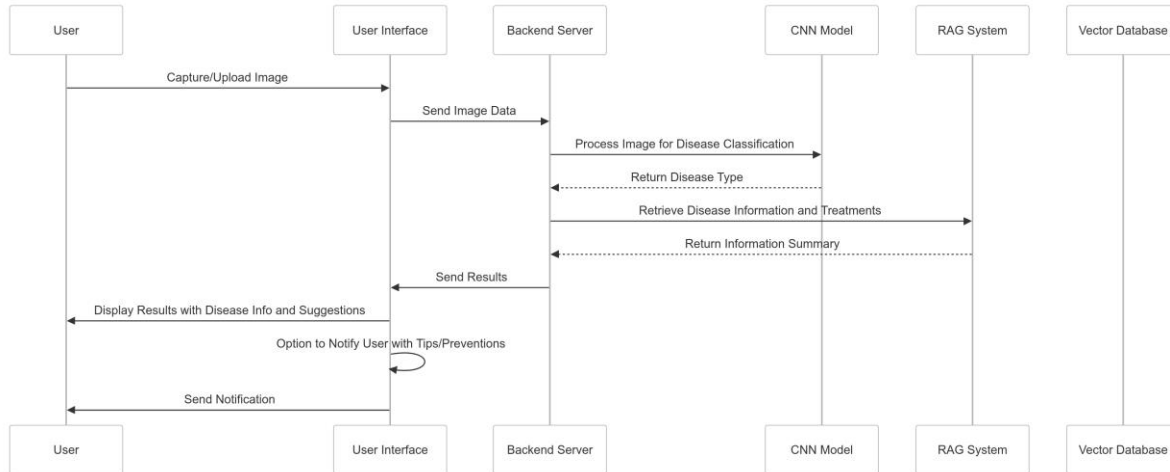 User
User Interface
Backend Server
CNN Model
RAG System
Vector Database
Capture/Upload Image
Send Image Data
Process Image for Disease Classification
Return Disease Type
Retrieve Disease Information and Treatments
Return Information Summary
Send Results
Display Results with Disease Info and Suggestions
Option to Notify User with Tips/Preventions
Send Notification
User
User Interface
Backend Server
CNN Model
RAG System
Vector Database